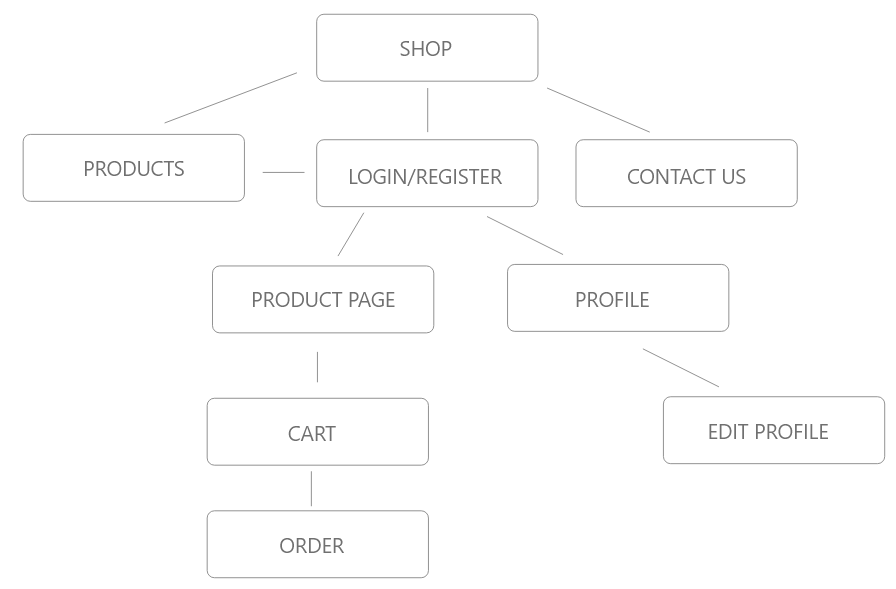 SHOP
PRODUCTS
LOGIN/REGISTER
CONTACT US
PRODUCT PAGE
PROFILE
CART
EDIT PROFILE
ORDER